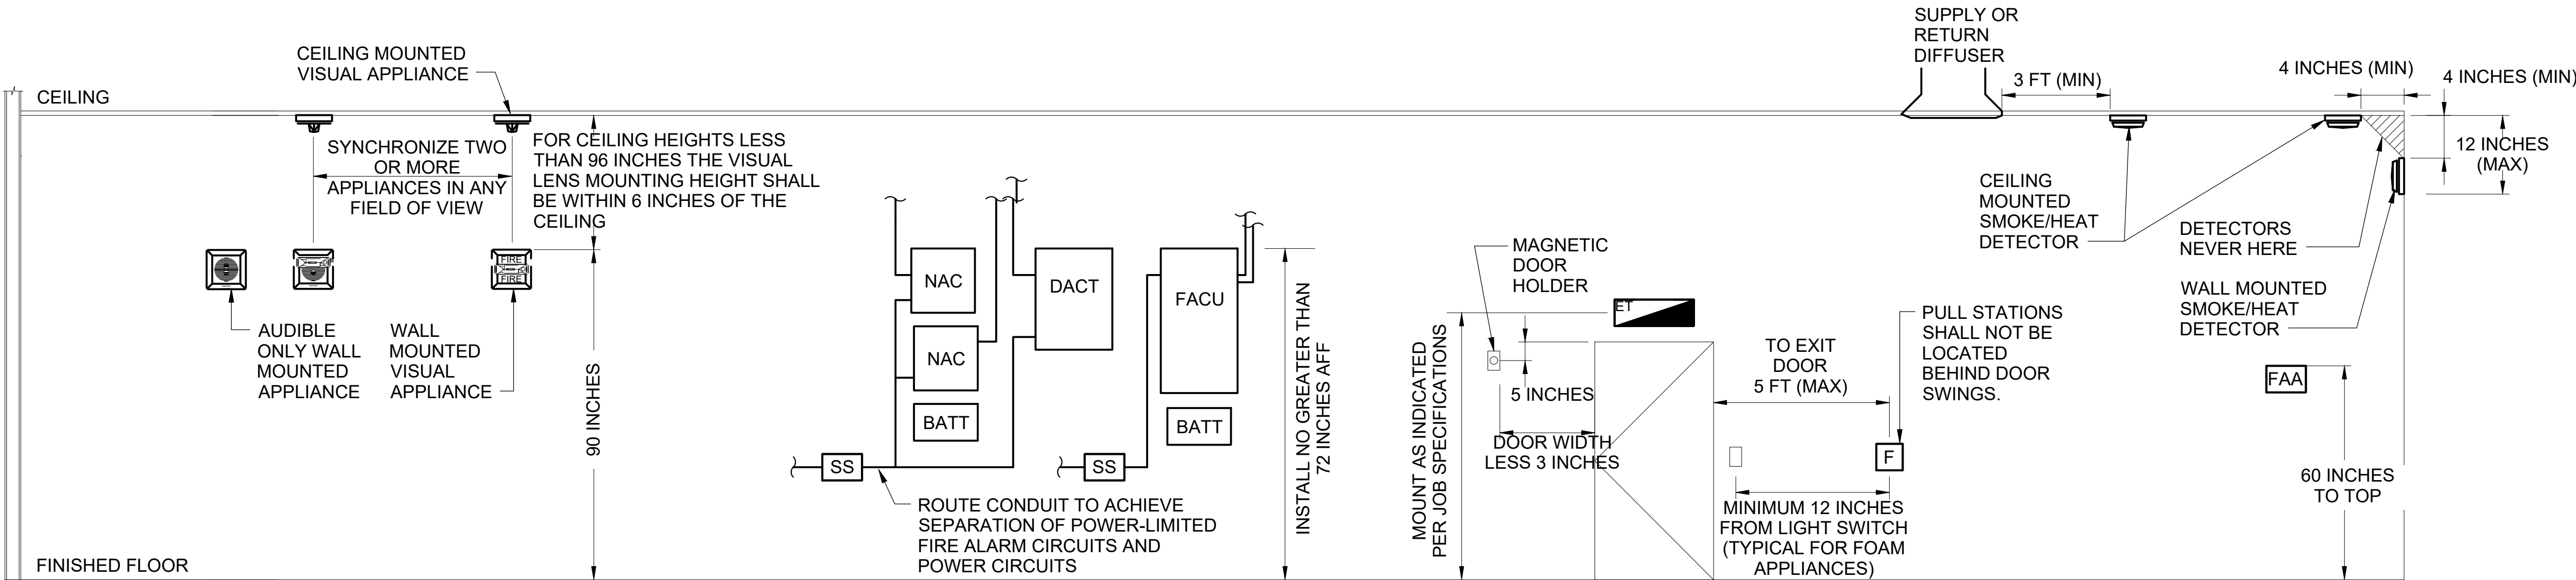 CEILING
CEILING MOUNTED
VISUAL APPLIANCE
SYNCHRONIZE TWO
OR MORE
APPLIANCES IN ANY
FIELD OF VIEW
FOR CEILING HEIGHTS LESS
THAN 96 INCHES THE VISUAL
LENS MOUNTING HEIGHT SHALL
BE WITHIN 6 INCHES OF THE
CEILING
FIRE
FIRE
AUDIBLE
ONLY WALL
MOUNTED
APPLIANCE
WALL
MOUNTED
VISUAL
APPLIANCE
90 INCHES
FINISHED FLOOR
NAC
NAC
BATT
SS
DACT
FACU
BATT
SS
ROUTE CONDUIT TO ACHIEVE
SEPARATION OF POWER-LIMITED
FIRE ALARM CIRCUITS AND
POWER CIRCUITS
INSTALL NO GREATER THAN
72 INCHES AFF
MOUNT AS INDICATED
PER JOB SPECIFICATIONS
MAGNETIC
DOOR
HOLDER
ET
5 INCHES
DOOR WIDTH
LESS 3 INCHES
TO EXIT
DOOR
5 FT (MAX)
F
MINIMUM 12 INCHES
FROM LIGHT SWITCH
(TYPICAL FOR FOAM
APPLIANCES)
PULL STATIONS
SHALL NOT BE
LOCATED
BEHIND DOOR
SWINGS.
SUPPLY OR
RETURN
DIFFUSER
3 FT (MIN)
4 INCHES (MIN)
4 INCHES (MIN)
12 INCHES
(MAX)
CEILING
MOUNTED
SMOKE/HEAT
DETECTOR
DETECTORS
NEVER HERE
WALL MOUNTED
SMOKE/HEAT
DETECTOR
FAA
60 INCHES
TO TOP